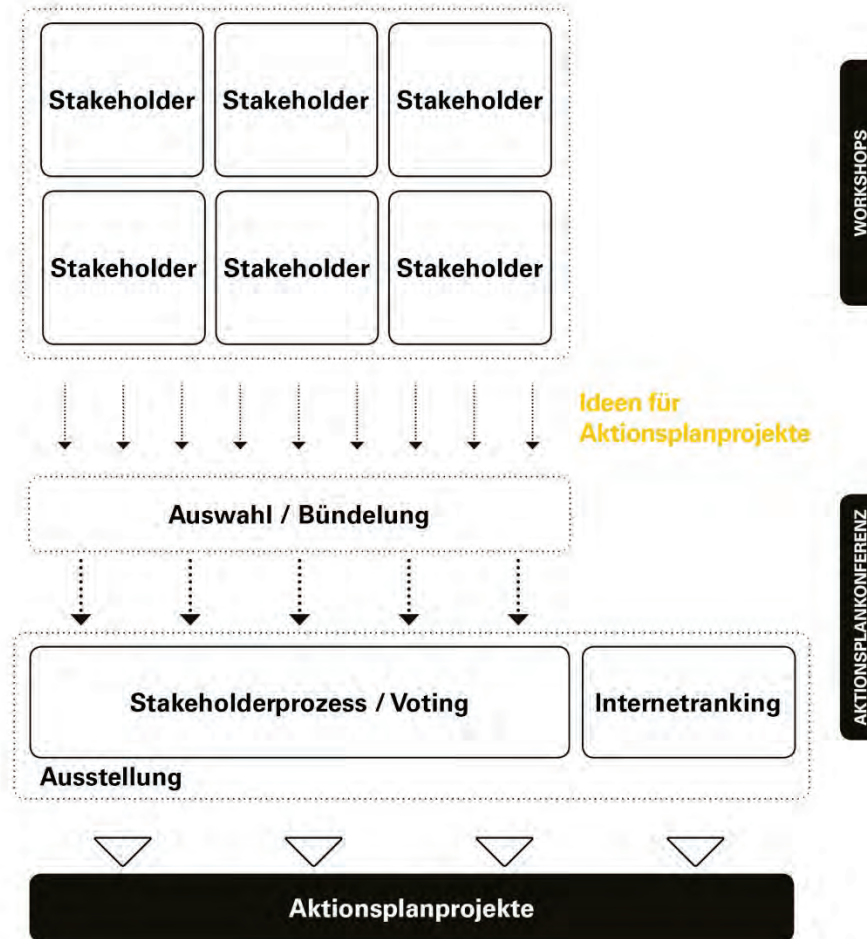 Stakeholder Stakeholder Stakeholder
Stakeholder Stakeholder Stakeholder
WORKSHOPS
Ideen für
Aktionsplanprojekte
Auswahl / Bündelung
AKTIONSPLANKONFERENZ
Stakeholderprozess / Voting
Internetranking
Ausstellung
Aktionsplanprojekte